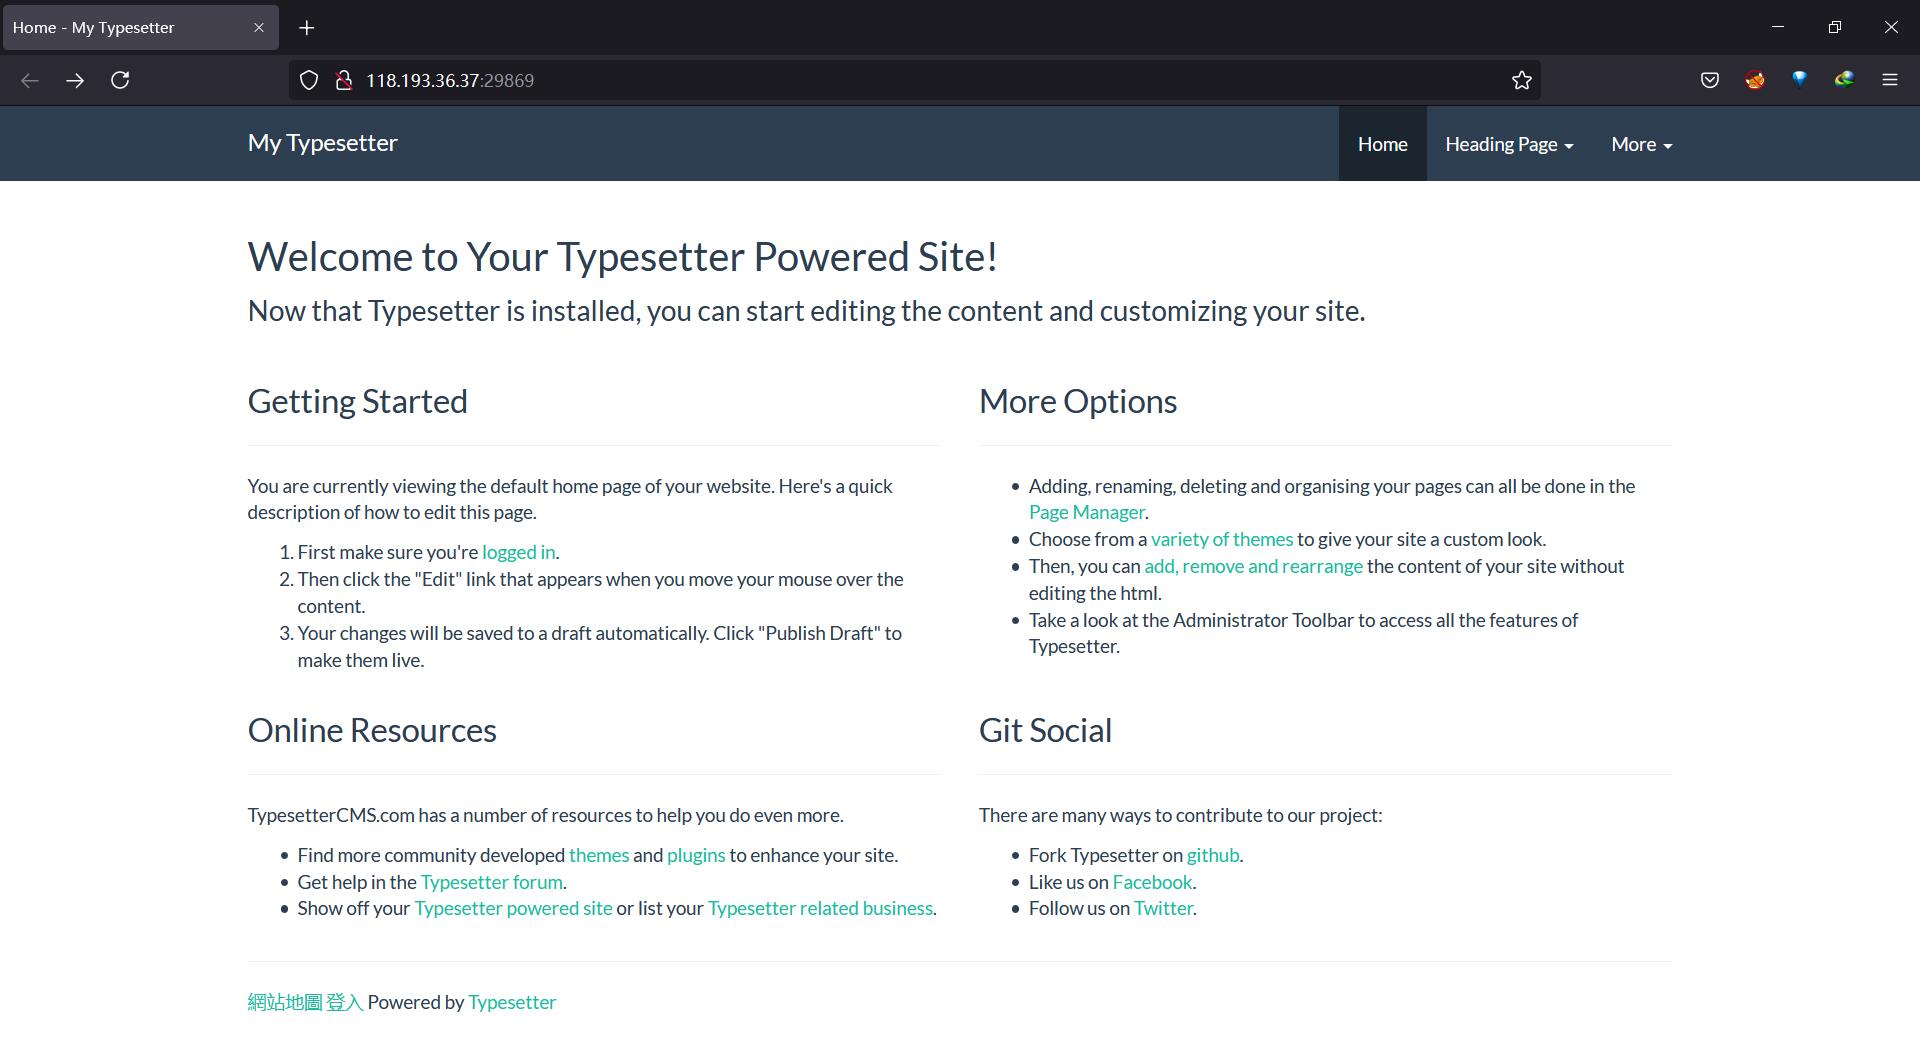 Home - My Typesetter
118.193.36.37:29869
My Typesetter
Home
Heading Page
More
Welcome to Your Typesetter Powered Site!
Now that Typesetter is installed, you can start editing the content and customizing your site.
Getting Started
You are currently viewing the default home page of your website. Here's a quick
description of how to edit this page.
1. First make sure you're logged in.
2. Then click the "Edit" link that appears when you move your mouse over the
content.
3. Your changes will be saved to a draft automatically. Click "Publish Draft" to
make them live.
More Options
• Adding, renaming, deleting and organising your pages can all be done in the
Page Manager.
• Choose from a variety of themes to give your site a custom look.
• Then, you can add, remove and rearrange the content of your site without
editing the html.
• Take a look at the Administrator Toolbar to access all the features of
Typesetter.
Online Resources
TypesetterCMS.com has a number of resources to help you do even more.
• Find more community developed themes and plugins to enhance your site.
• Get help in the Typesetter forum.
• Show off your Typesetter powered site or list your Typesetter related business.
Git Social
There are many ways to contribute to our project:
• Fork Typesetter on github.
• Like us on Facebook.
• Follow us on Twitter.
網站地圖 登入 Powered by Typesetter